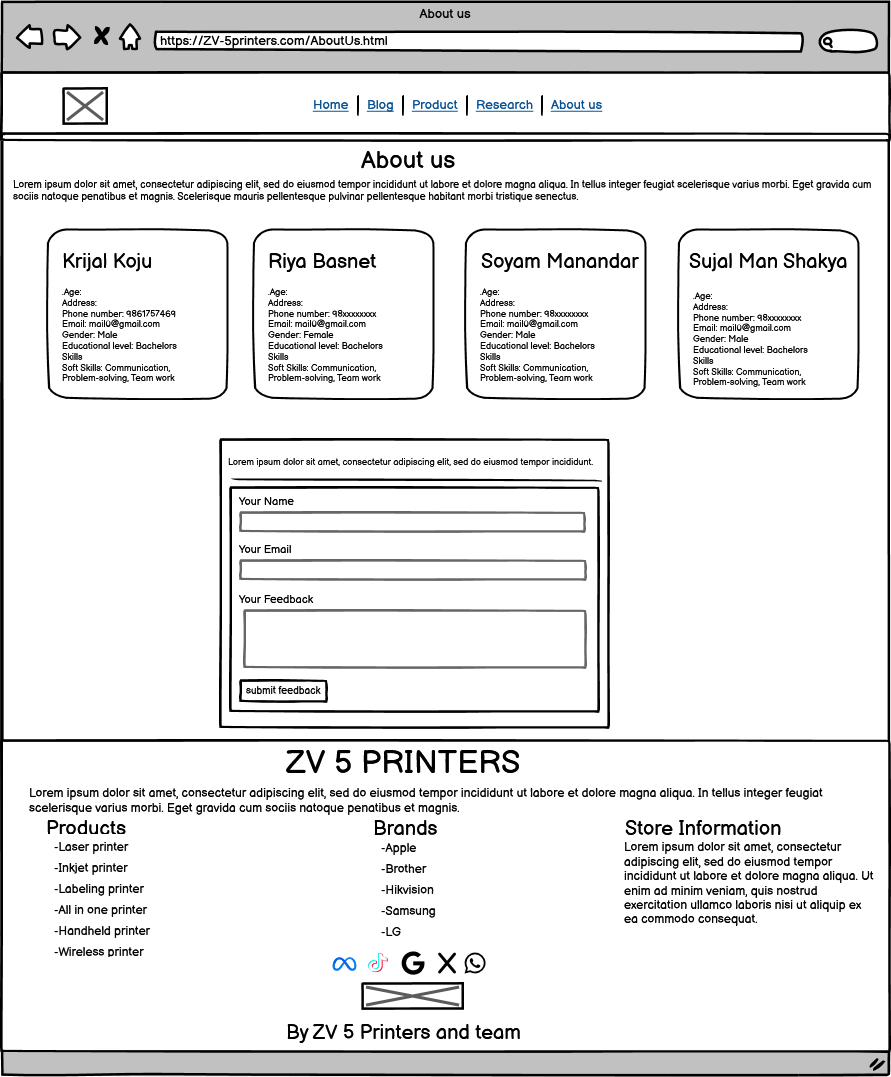 About us
https://ZV-5printers.com/AboutUs.html
Home | Blog | Product | Research | About us
About us
Lorem ipsum dolor sit amet, consectetur adipiscing elit, sed do eiusmod tempor incididunt ut labore et dolore magna aliqua. In tellus integer feugiat scelerisque varius morbi. Eget gravida cum
sociis natoque penatibus et magnis. Scelerisque mauris pellentesque pulvinar pellentesque habitant morbi tristique senectus.
Krijal Koju
.Age:
Address:
Phone number: 9861757469
Email: mail0@gmail.com
Gender: Male
Educational level: Bachelors
Skills
Soft Skills: Communication,
Problem-solving, Team work
Riya Basnet
.Age:
Address:
Phone number: 98xxxxxxxx
Email: mail0@gmail.com
Gender: Female
Educational level: Bachelors
Skills
Soft Skills: Communication,
Problem-solving, Team work
Soyam Manandar
.Age:
Address:
Phone number: 98xxxxxxxx
Email: mail0@gmail.com
Gender: Male
Educational level: Bachelors
Skills
Soft Skills: Communication,
Problem-solving, Team work
Sujal Man Shakya
.Age:
Address:
Phone number: 98xxxxxxxx
Email: mail0@gmail.com
Gender: Male
Educational level: Bachelors
Skills
Soft Skills: Communication,
Problem-solving, Team work
Lorem ipsum dolor sit amet, consectetur adipiscing elit, sed do eiusmod tempor incididunt.
Your Name
Your Email
Your Feedback
submit feedback
ZV 5 PRINTERS
Lorem ipsum dolor sit amet, consectetur adipiscing elit, sed do eiusmod tempor incididunt ut labore et dolore magna aliqua. In tellus integer feugiat
scelerisque varius morbi. Eget gravida cum sociis natoque penatibus et magnis.
Products
-Laser printer
-Inkjet printer
-Labeling printer
-All in one printer
-Handheld printer
-Wireless printer
Brands
-Apple
-Brother
-Hikvision
-Samsung
-LG
Store Information
Lorem ipsum dolor sit amet, consectetur
adipiscing elit, sed do eiusmod tempor
incididunt ut labore et dolore magna aliqua. Ut
enim ad minim veniam, quis nostrud
exercitation ullamco laboris nisi ut aliquip ex
ea commodo consequat.
By ZV 5 Printers and team